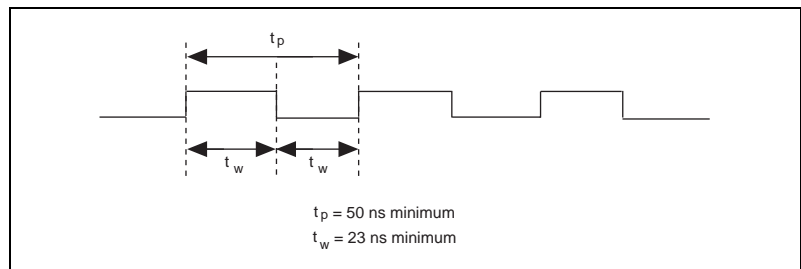 t p
t w t w
t p = 50 ns minimum
t w = 23 ns minimum